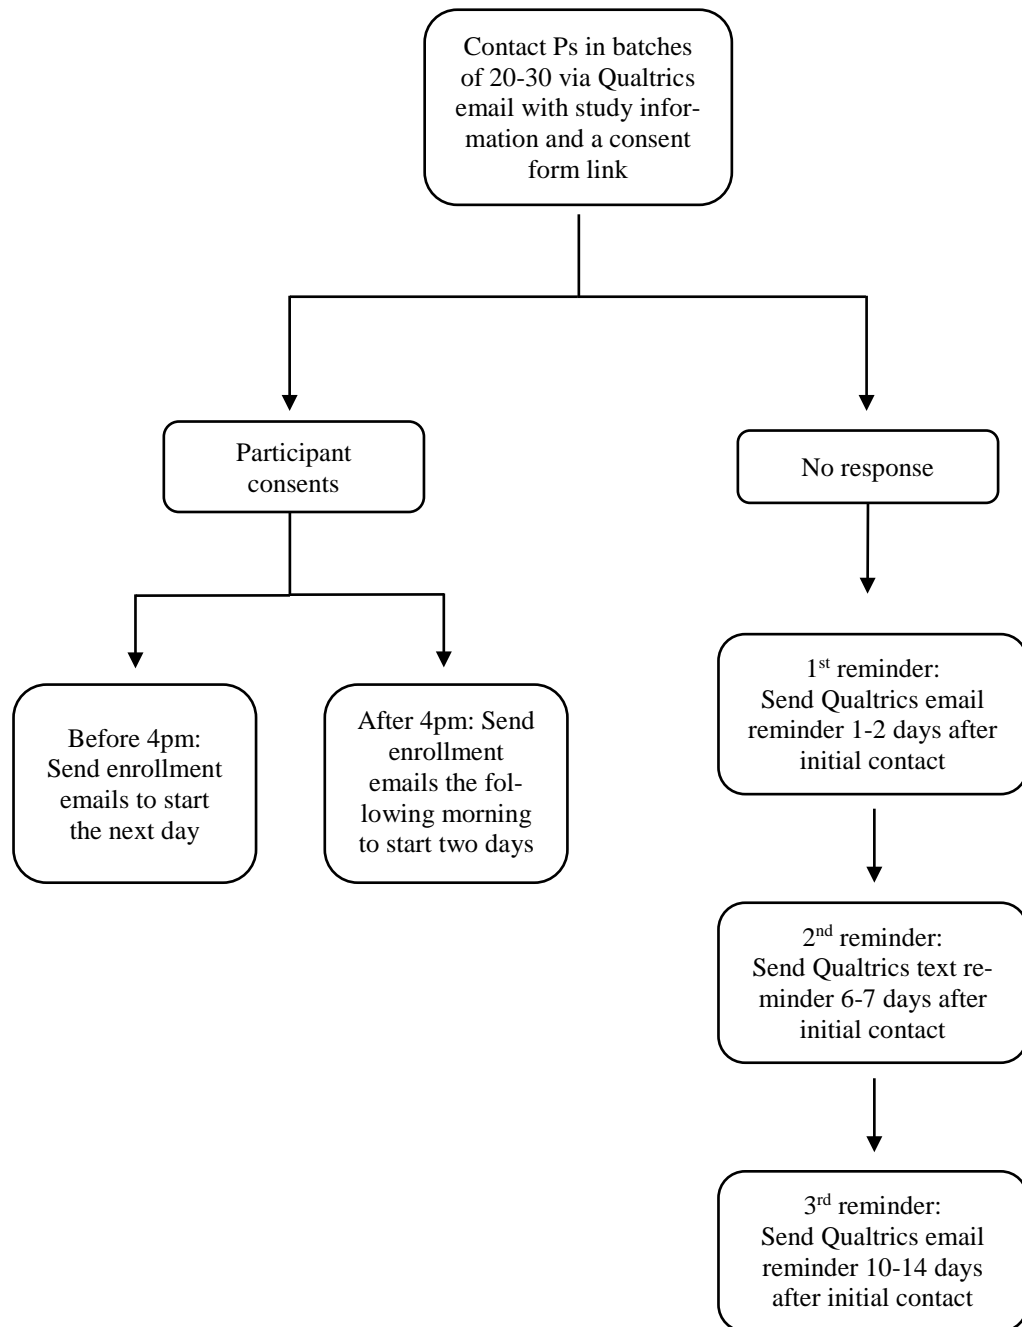 Contact Ps in batches
of 20-30 via Qualtrics
email with study infor-
mation and a consent
form link
Participant
consents
No response
Before 4pm:
Send enrollment
emails to start
the next day
After 4pm: Send
enrollment
emails the fol-
lowing morning
to start two days
1st reminder:
Send Qualtrics email
reminder 1-2 days after
initial contact
2nd reminder:
Send Qualtrics text re-
minder 6-7 days after
initial contact
3rd reminder:
Send Qualtrics email
reminder 10-14 days
after initial contact